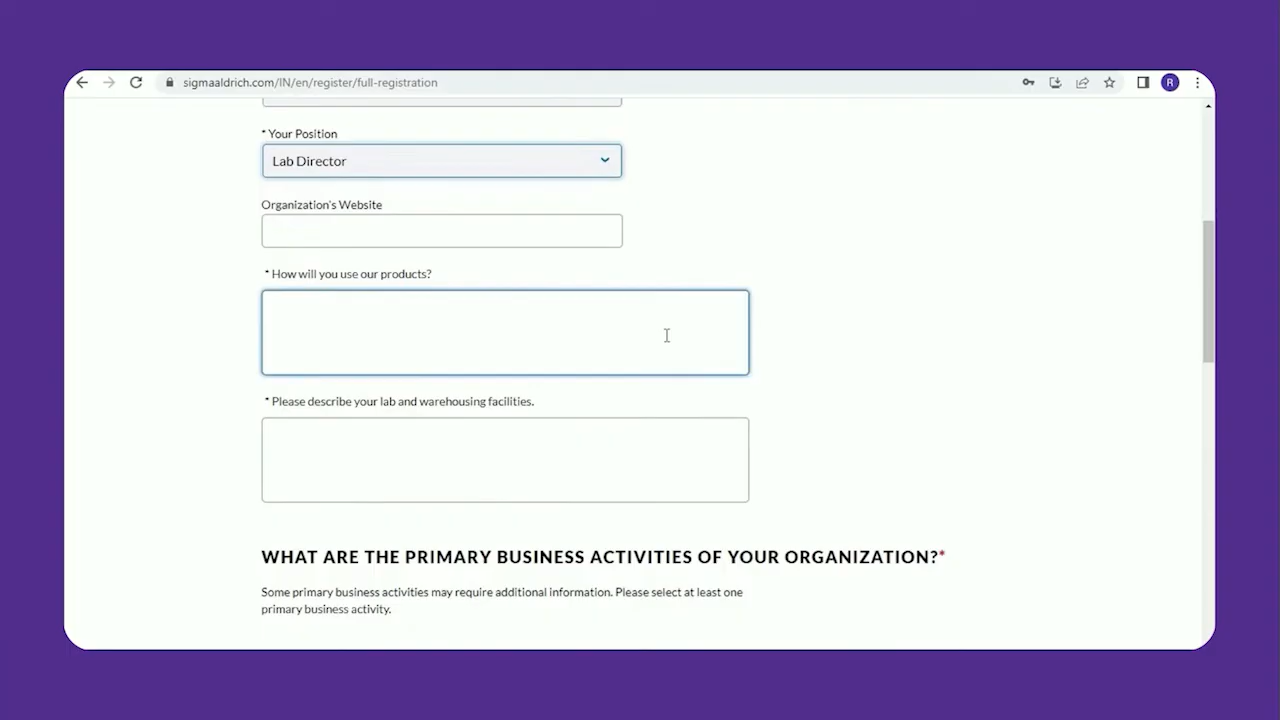 sigmaaldrich.com/IN/en/register/full-registration
R
* Your Position
Lab Director
Organization's Website
* How will you use our products?
* Please describe your lab and warehousing facilities.
WHAT ARE THE PRIMARY BUSINESS ACTIVITIES OF YOUR ORGANIZATION?*
Some primary business activities may require additional information. Please select at least one
primary business activity.